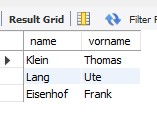 Result Grid Filter
name vorname
Klein Thomas
Lang Ute
Eisenhof Frank